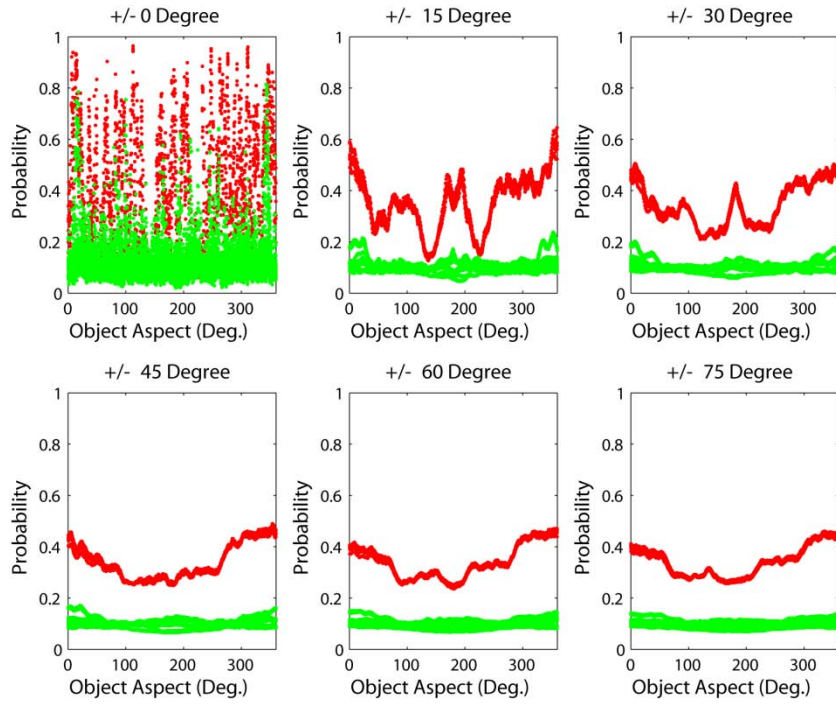 +/- 0 Degree
+/- 15 Degree
+/- 30 Degree
Probability
1
0.8
0.6
0.4
0.2
0
0 100 200 300
Object Aspect (Deg.)
Probability
1
0.8
0.6
0.4
0.2
0
0 100 200 300
Object Aspect (Deg.)
Probability
1
0.8
0.6
0.4
0.2
0
0 100 200 300
Object Aspect (Deg.)
+/- 45 Degree
+/- 60 Degree
+/- 75 Degree
Probability
1
0.8
0.6
0.4
0.2
0
0 100 200 300
Object Aspect (Deg.)
Probability
1
0.8
0.6
0.4
0.2
0
0 100 200 300
Object Aspect (Deg.)
Probability
1
0.8
0.6
0.4
0.2
0
0 100 200 300
Object Aspect (Deg.)